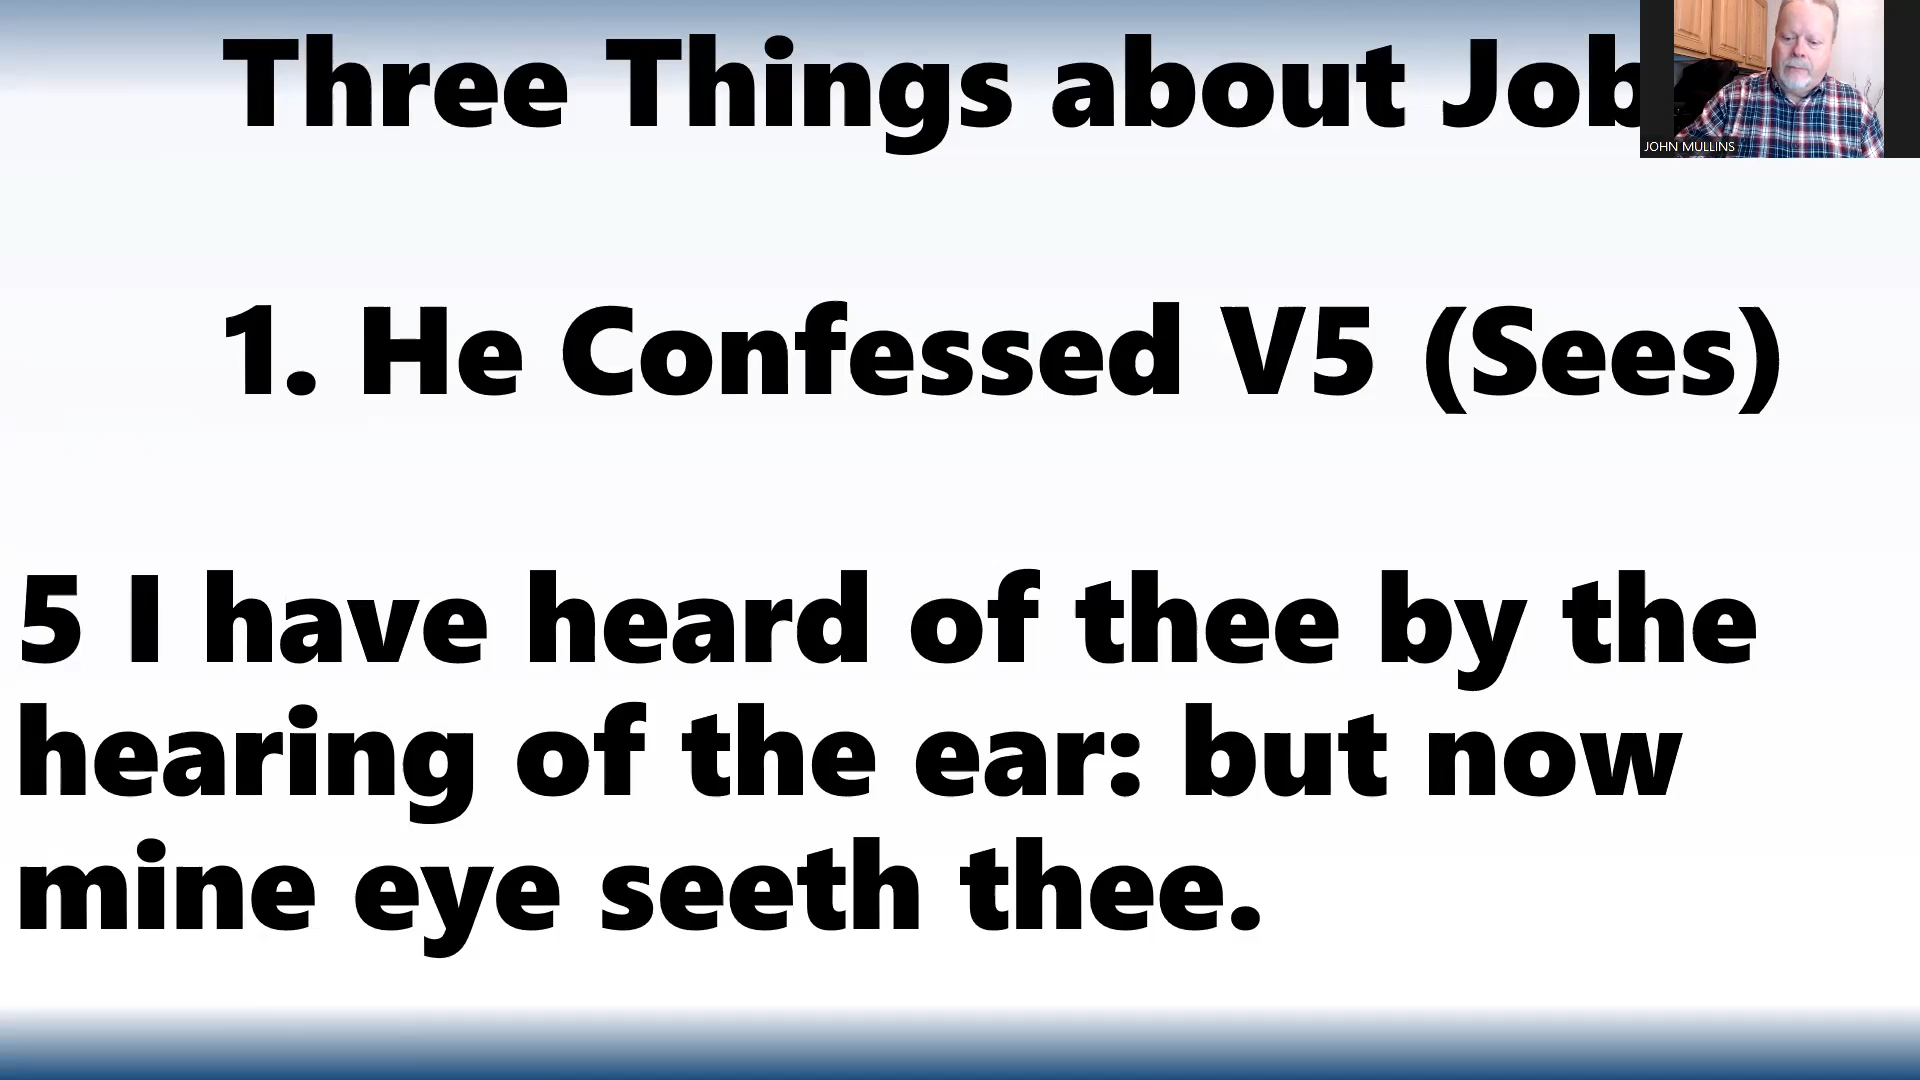 Three Things about Job
JOHN MULLINS
1. He Confessed V5 (Sees)
5 I have heard of thee by the
hearing of the ear: but now
mine eye seeth thee.